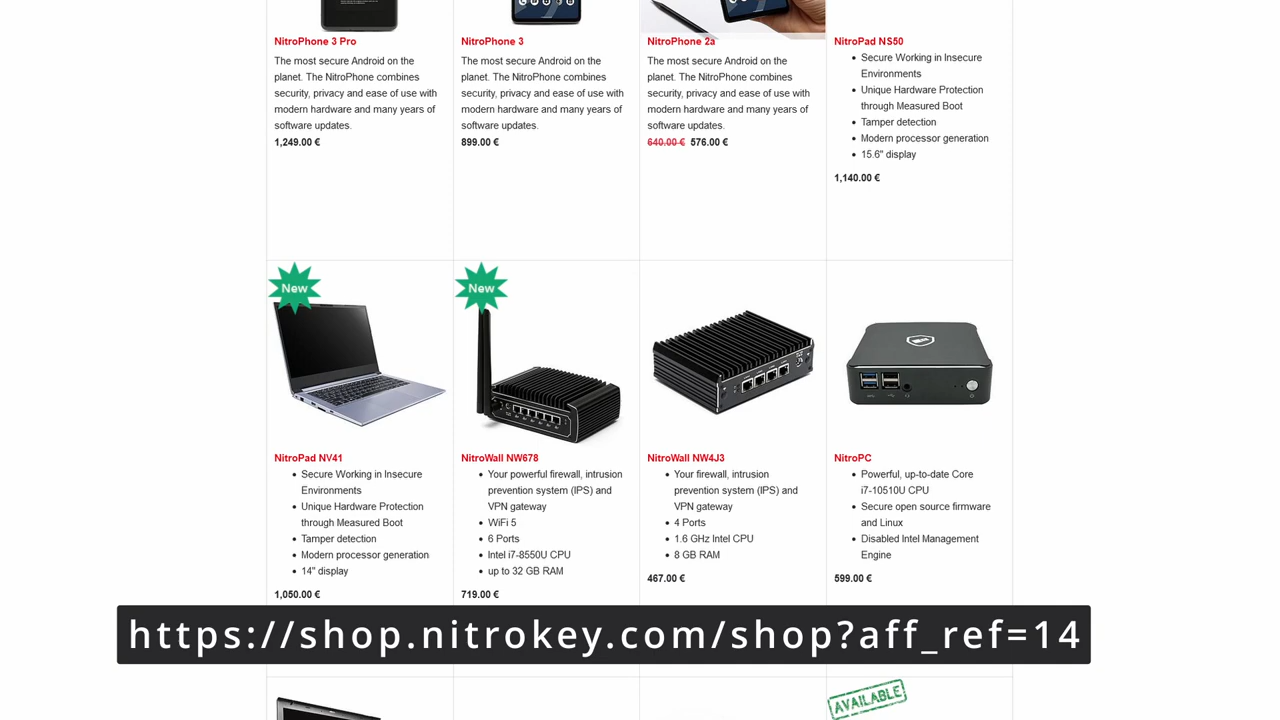 NitroPhone 3 Pro
The most secure Android on the
planet. The NitroPhone combines
security, privacy and ease of use with
modern hardware and many years of
software updates.
1,249.00 €
NitroPhone 3
The most secure Android on the
planet. The NitroPhone combines
security, privacy and ease of use with
modern hardware and many years of
software updates.
899.00 €
NitroPhone 2a
The most secure Android on the
planet. The NitroPhone combines
security, privacy and ease of use with
modern hardware and many years of
software updates.
640.00 € 576.00 €
NitroPad NS50
Secure Working in Insecure
Environments
Unique Hardware Protection
through Measured Boot
Tamper detection
Modern processor generation
15.6" display
1,140.00 €
New
NitroPad NV41
Secure Working in Insecure
Environments
Unique Hardware Protection
through Measured Boot
Tamper detection
Modern processor generation
14" display
1,050.00 €
New
NitroWall NW678
Your powerful firewall, intrusion
prevention system (IPS) and
VPN gateway
WiFi 5
6 Ports
Intel i7-8550U CPU
up to 32 GB RAM
719.00 €
NitroWall NW4J3
Your firewall, intrusion
prevention system (IPS) and
VPN gateway
4 Ports
1.6 GHz Intel CPU
8 GB RAM
467.00 €
NitroPC
Powerful, up-to-date Core
i7-10510U CPU
Secure open source firmware
and Linux
Disabled Intel Management
Engine
599.00 €
https://shop.nitrokey.com/shop?aff_ref=14
AVAILABLE